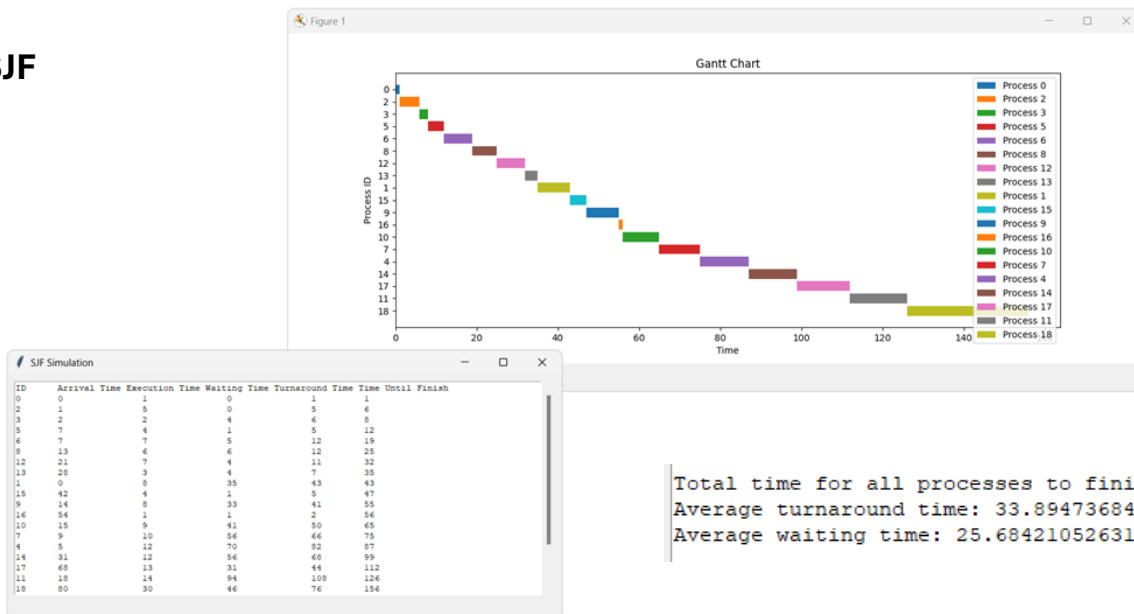 SJF
Figure 1
Gantt Chart
Process ID
0
2
3
5
6
8
12
13
1
15
9
16
10
7
4
14
17
11
18
0 20 40 60 80 100 120 140
Time
Process 0
Process 2
Process 3
Process 5
Process 6
Process 8
Process 12
Process 13
Process 1
Process 15
Process 9
Process 16
Process 10
Process 7
Process 4
Process 14
Process 17
Process 11
Process 18
SJF Simulation
ID Arrival Time Execution Time Waiting Time Turnaround Time Time Until Finish
0 0 1 0 1 1
2 1 5 0 5 6
3 2 2 4 6 8
5 7 4 1 5 12
6 7 7 5 12 19
8 13 6 6 12 25
12 21 7 4 11 32
13 28 3 4 7 35
1 0 8 35 43 43
15 42 4 1 5 47
9 14 8 33 41 55
16 54 1 1 2 56
10 15 9 41 50 65
7 9 10 56 66 75
4 5 12 70 82 87
14 31 12 56 68 99
17 68 13 31 44 112
11 18 14 94 108 126
18 80 30 46 76 156
Total time for all processes to fini
Average turnaround time: 33.89473684
Average waiting time: 25.68421052631